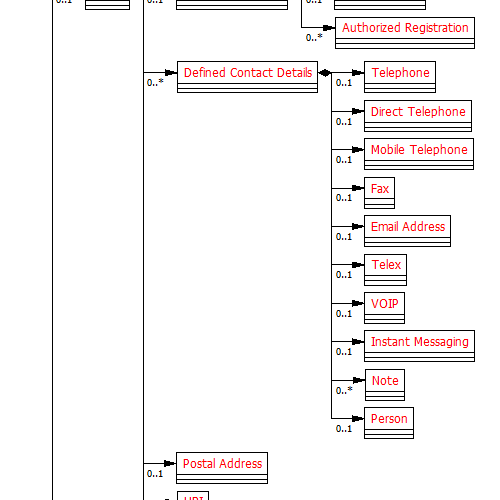 0..1
0..1
0..1
Authorized Registration
0..*
Defined Contact Details
0..*
Telephone
0..1
Direct Telephone
0..1
Mobile Telephone
0..1
Fax
0..1
Email Address
0..1
Telex
0..1
VOIP
0..1
Instant Messaging
0..1
Note
0..*
Person
0..1
Postal Address
0..1